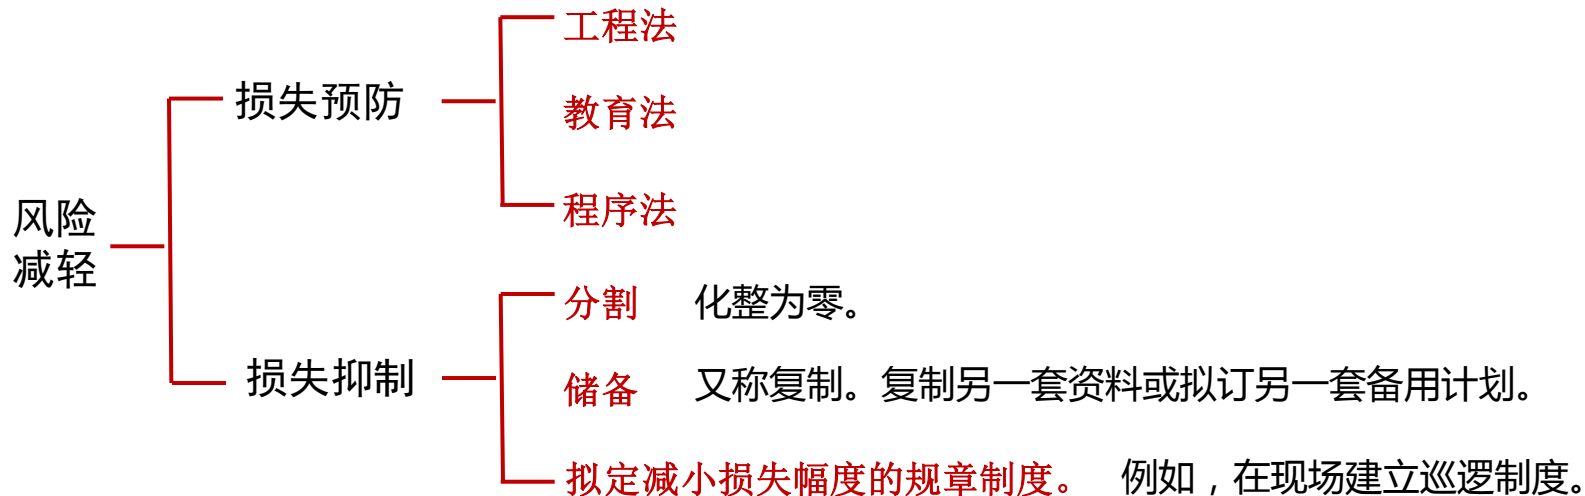 工程法
损失预防
教育法
程序法
风险
减轻
分割 化整为零。
损失抑制
储备 又称复制。复制另一套资料或拟订另一套备用计划。
拟定减小损失幅度的规章制度。 例如，在现场建立巡逻制度。